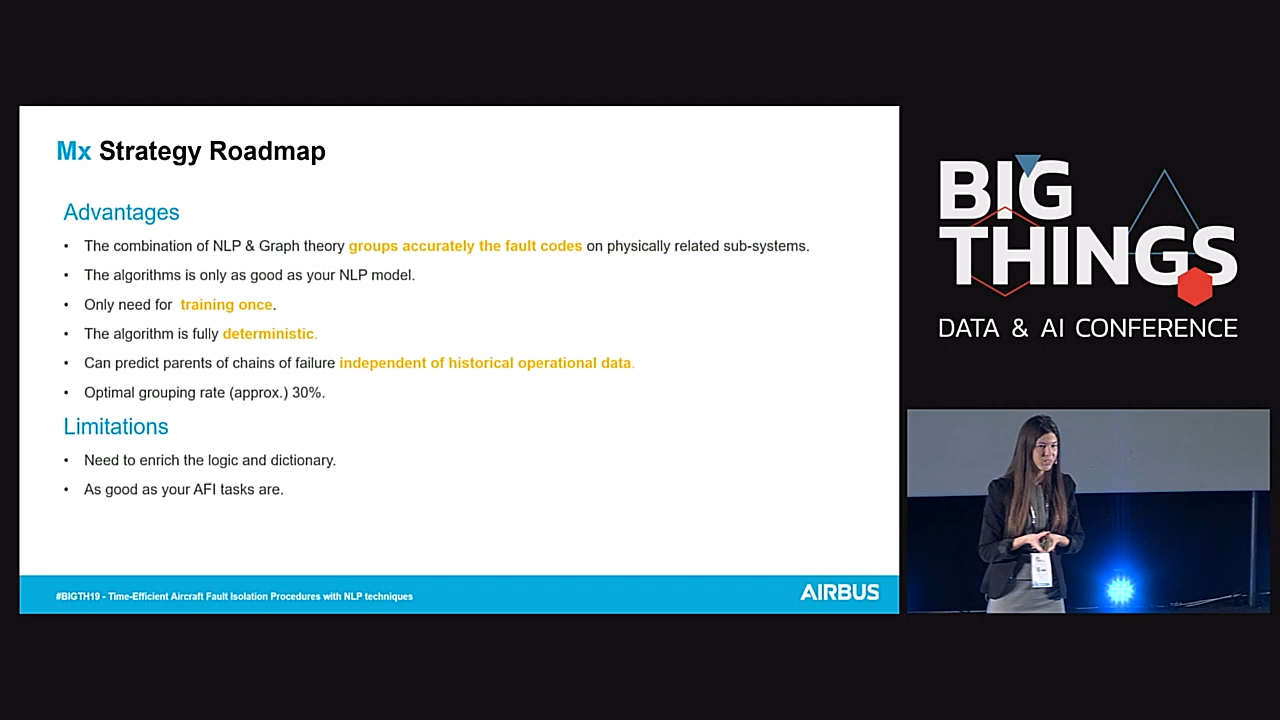 Mx Strategy Roadmap
Advantages
• The combination of NLP & Graph theory groups accurately the fault codes on physically related sub-systems.
• The algorithms is only as good as your NLP model.
• Only need for training once.
• The algorithm is fully deterministic.
• Can predict parents of chains of failure independent of historical operational data.
• Optimal grouping rate (approx.) 30%.
Limitations
• Need to enrich the logic and dictionary.
• As good as your AFI tasks are.
#BIGTH19 - Time-Efficient Aircraft Fault Isolation Procedures with NLP techniques
AIRBUS
BIG
THINGS
DATA & AI CONFERENCE